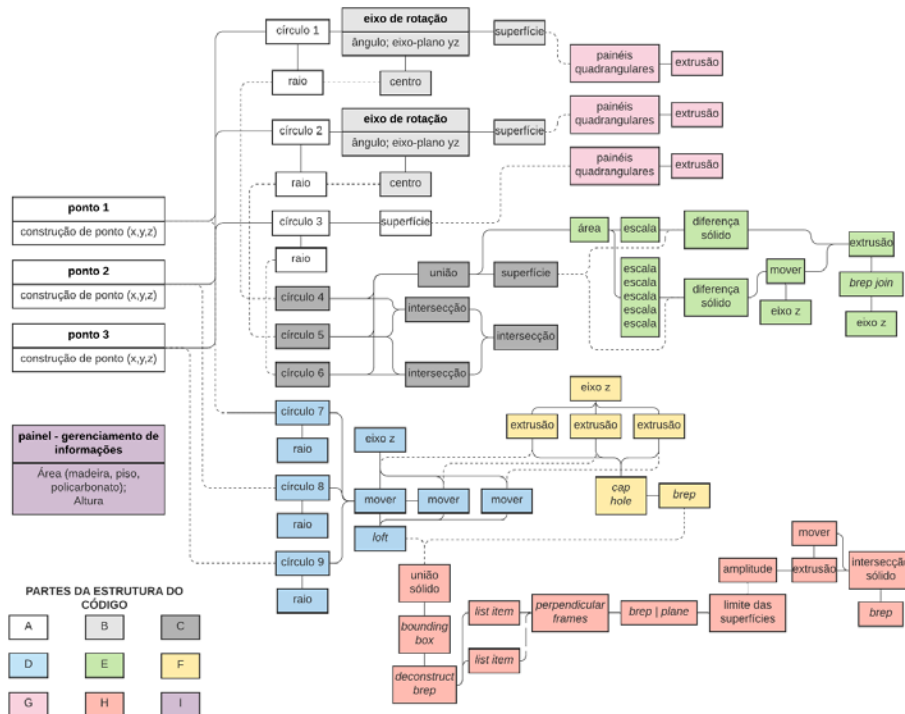 círculo 1
eixo de rotação
ângulo; eixo-plano yz
superfície
raio
centro
painéis
quadrangulares
extrusão
círculo 2
eixo de rotação
ângulo; eixo-plano yz
superfície
raio
centro
painéis
quadrangulares
extrusão
painéis
quadrangulares
extrusão
ponto 1
construção de ponto (x,y,z)
ponto 2
construção de ponto (x,y,z)
ponto 3
construção de ponto (x,y,z)
círculo 3
superfície
raio
círculo 4
círculo 5
círculo 6
união
superfície
intersecção
intersecção
intersecção
área
escala
diferença
sólido
escala
escala
escala
escala
escala
diferença
sólido
mover
eixo z
extrusão
brep join
eixo z
painel - gerenciamento de
informações
Área (madeira, piso,
policarbonato);
Altura
círculo 7
raio
círculo 8
raio
círculo 9
raio
eixo z
mover
mover
mover
loft
eixo z
extrusão
extrusão
extrusão
cap
hole
brep
união
sólido
bounding
box
deconstruct
brep
list item
list item
perpendicular
frames
brep | plane
limite das
superfícies
amplitude
mover
extrusão
intersecção
sólido
brep
PARTES DA ESTRUTURA DO
CÓDIGO
A
B
C
D
E
F
G
H
I